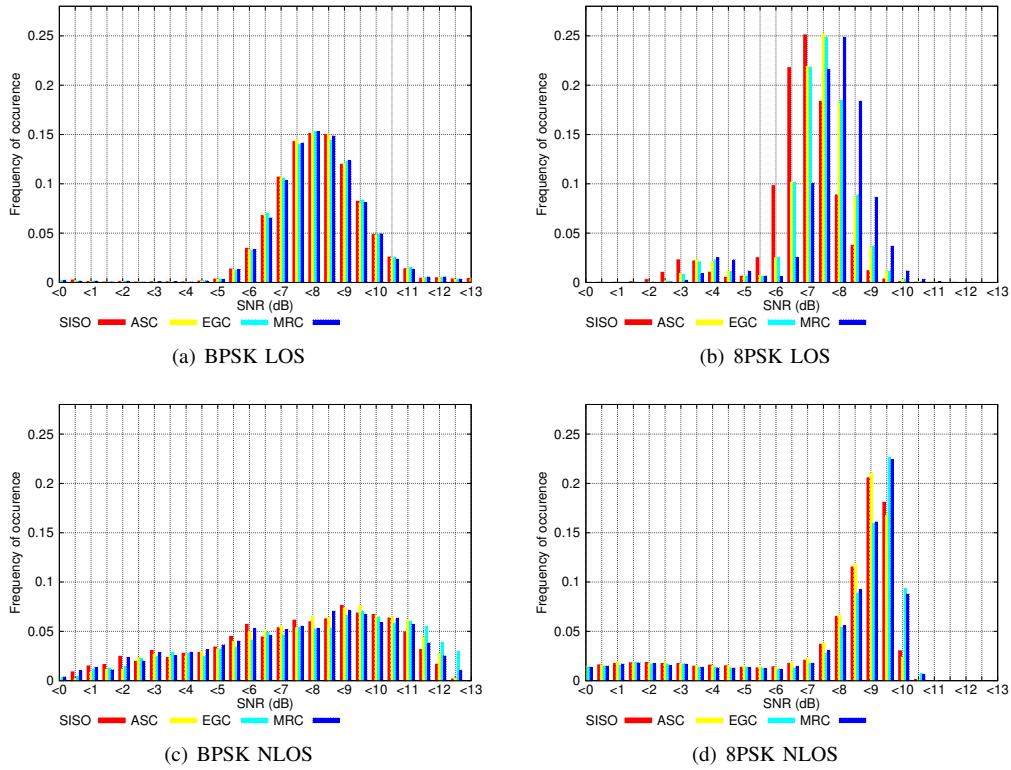 Frequency of occurence
0.25
0.2
0.15
0.1
0.05
0
<0 <1 <2 <3 <4 <5 <6 <7 <8 <9 <10 <11 <12 <13
SNR (dB)
SISO ASC EGC MRC
(a) BPSK LOS
Frequency of occurence
0.25
0.2
0.15
0.1
0.05
0
<0 <1 <2 <3 <4 <5 <6 <7 <8 <9 <10 <11 <12 <13
SNR (dB)
SISO ASC EGC MRC
(b) 8PSK LOS
Frequency of occurence
0.25
0.2
0.15
0.1
0.05
0
<0 <1 <2 <3 <4 <5 <6 <7 <8 <9 <10 <11 <12 <13
SNR (dB)
SISO ASC EGC MRC
(c) BPSK NLOS
Frequency of occurence
0.25
0.2
0.15
0.1
0.05
0
<0 <1 <2 <3 <4 <5 <6 <7 <8 <9 <10 <11 <12 <13
SNR (dB)
SISO ASC EGC MRC
(d) 8PSK NLOS